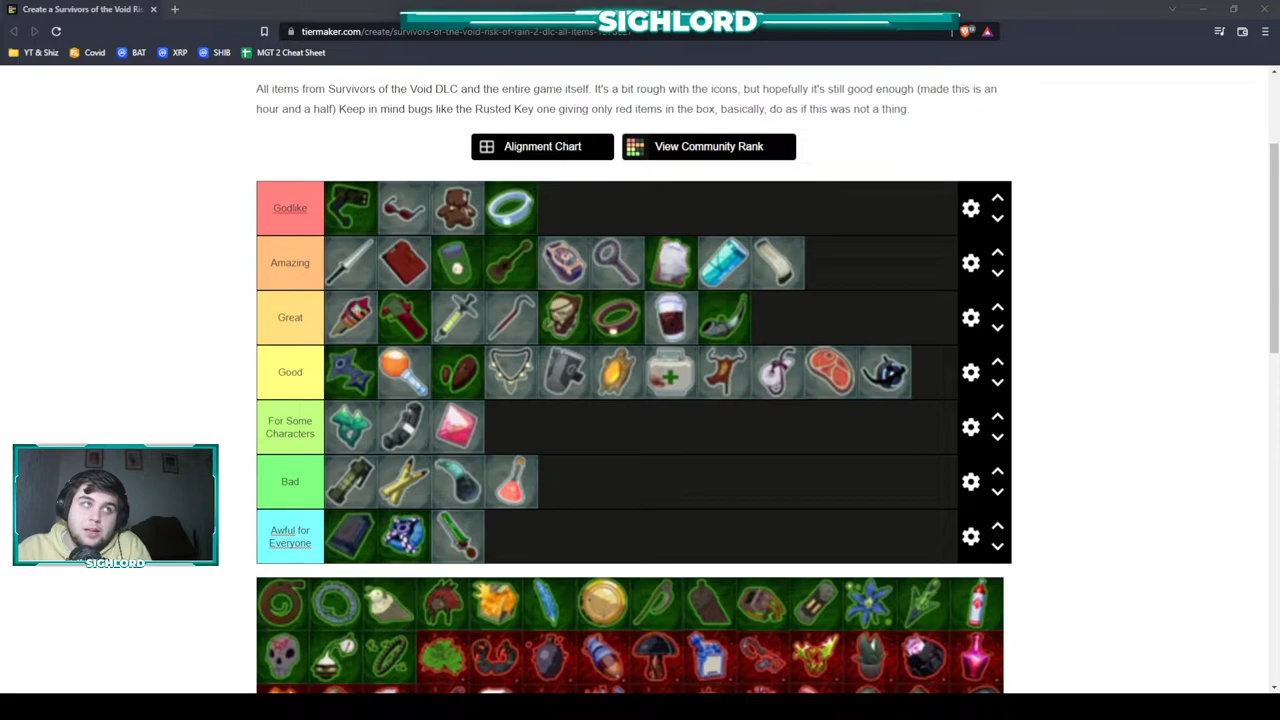 Create a Survivors of the Void Ris
SIGHLORD
tiermaker.com/create/survivors-of-the-void-risk-of-rain-2-dlc-all-items-
YT & Shiz
Covid
BAT
XRP
SHIB
MGT 2 Cheat Sheet
All items from Survivors of the Void DLC and the entire game itself. It's a bit rough with the icons, but hopefully it's still good enough (made this is an
hour and a half) Keep in mind bugs like the Rusted Key one giving only red items in the box, basically, do as if this was not a thing.
Alignment Chart
View Community Rank
Godlike
Amazing
Great
Good
For Some
Characters
Bad
Awful for
Everyone
SIGHLORD